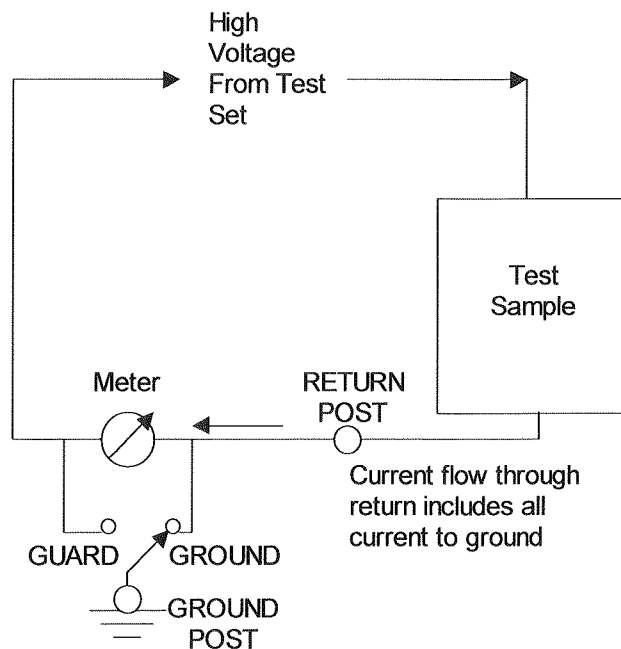 High
Voltage
From Test
Set
Test
Sample
Meter
RETURN
POST
Current flow through
return includes all
current to ground
GUARD
GROUND
GROUND
POST